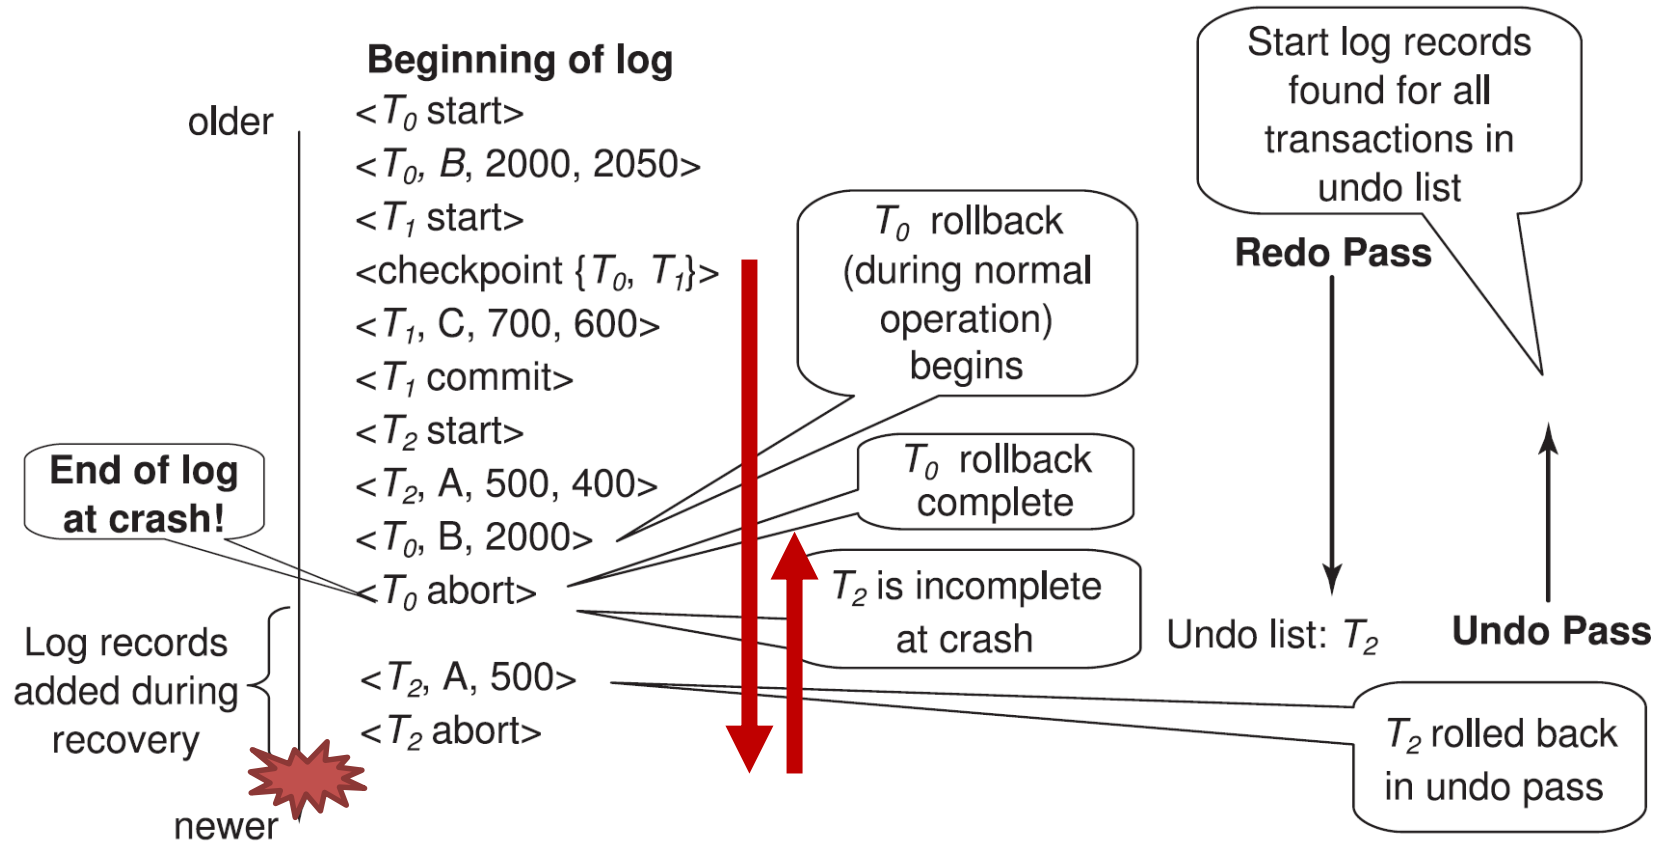 Beginning of log
older
<T0 start>
<T0, B, 2000, 2050>
<T1 start>
<checkpoint {T0, T1}>
<T1, C, 700, 600>
<T1 commit>
<T2 start>
<T2, A, 500, 400>
<T0, B, 2000>
<T0 abort>
<T2, A, 500>
<T2 abort>
End of log
at crash!
Log records
added during
recovery
newer
T0 rollback
(during normal
operation)
begins
T0 rollback
complete
T2 is incomplete
at crash
Start log records
found for all
transactions in
undo list
Redo Pass
Undo list: T2
Undo Pass
T2 rolled back
in undo pass